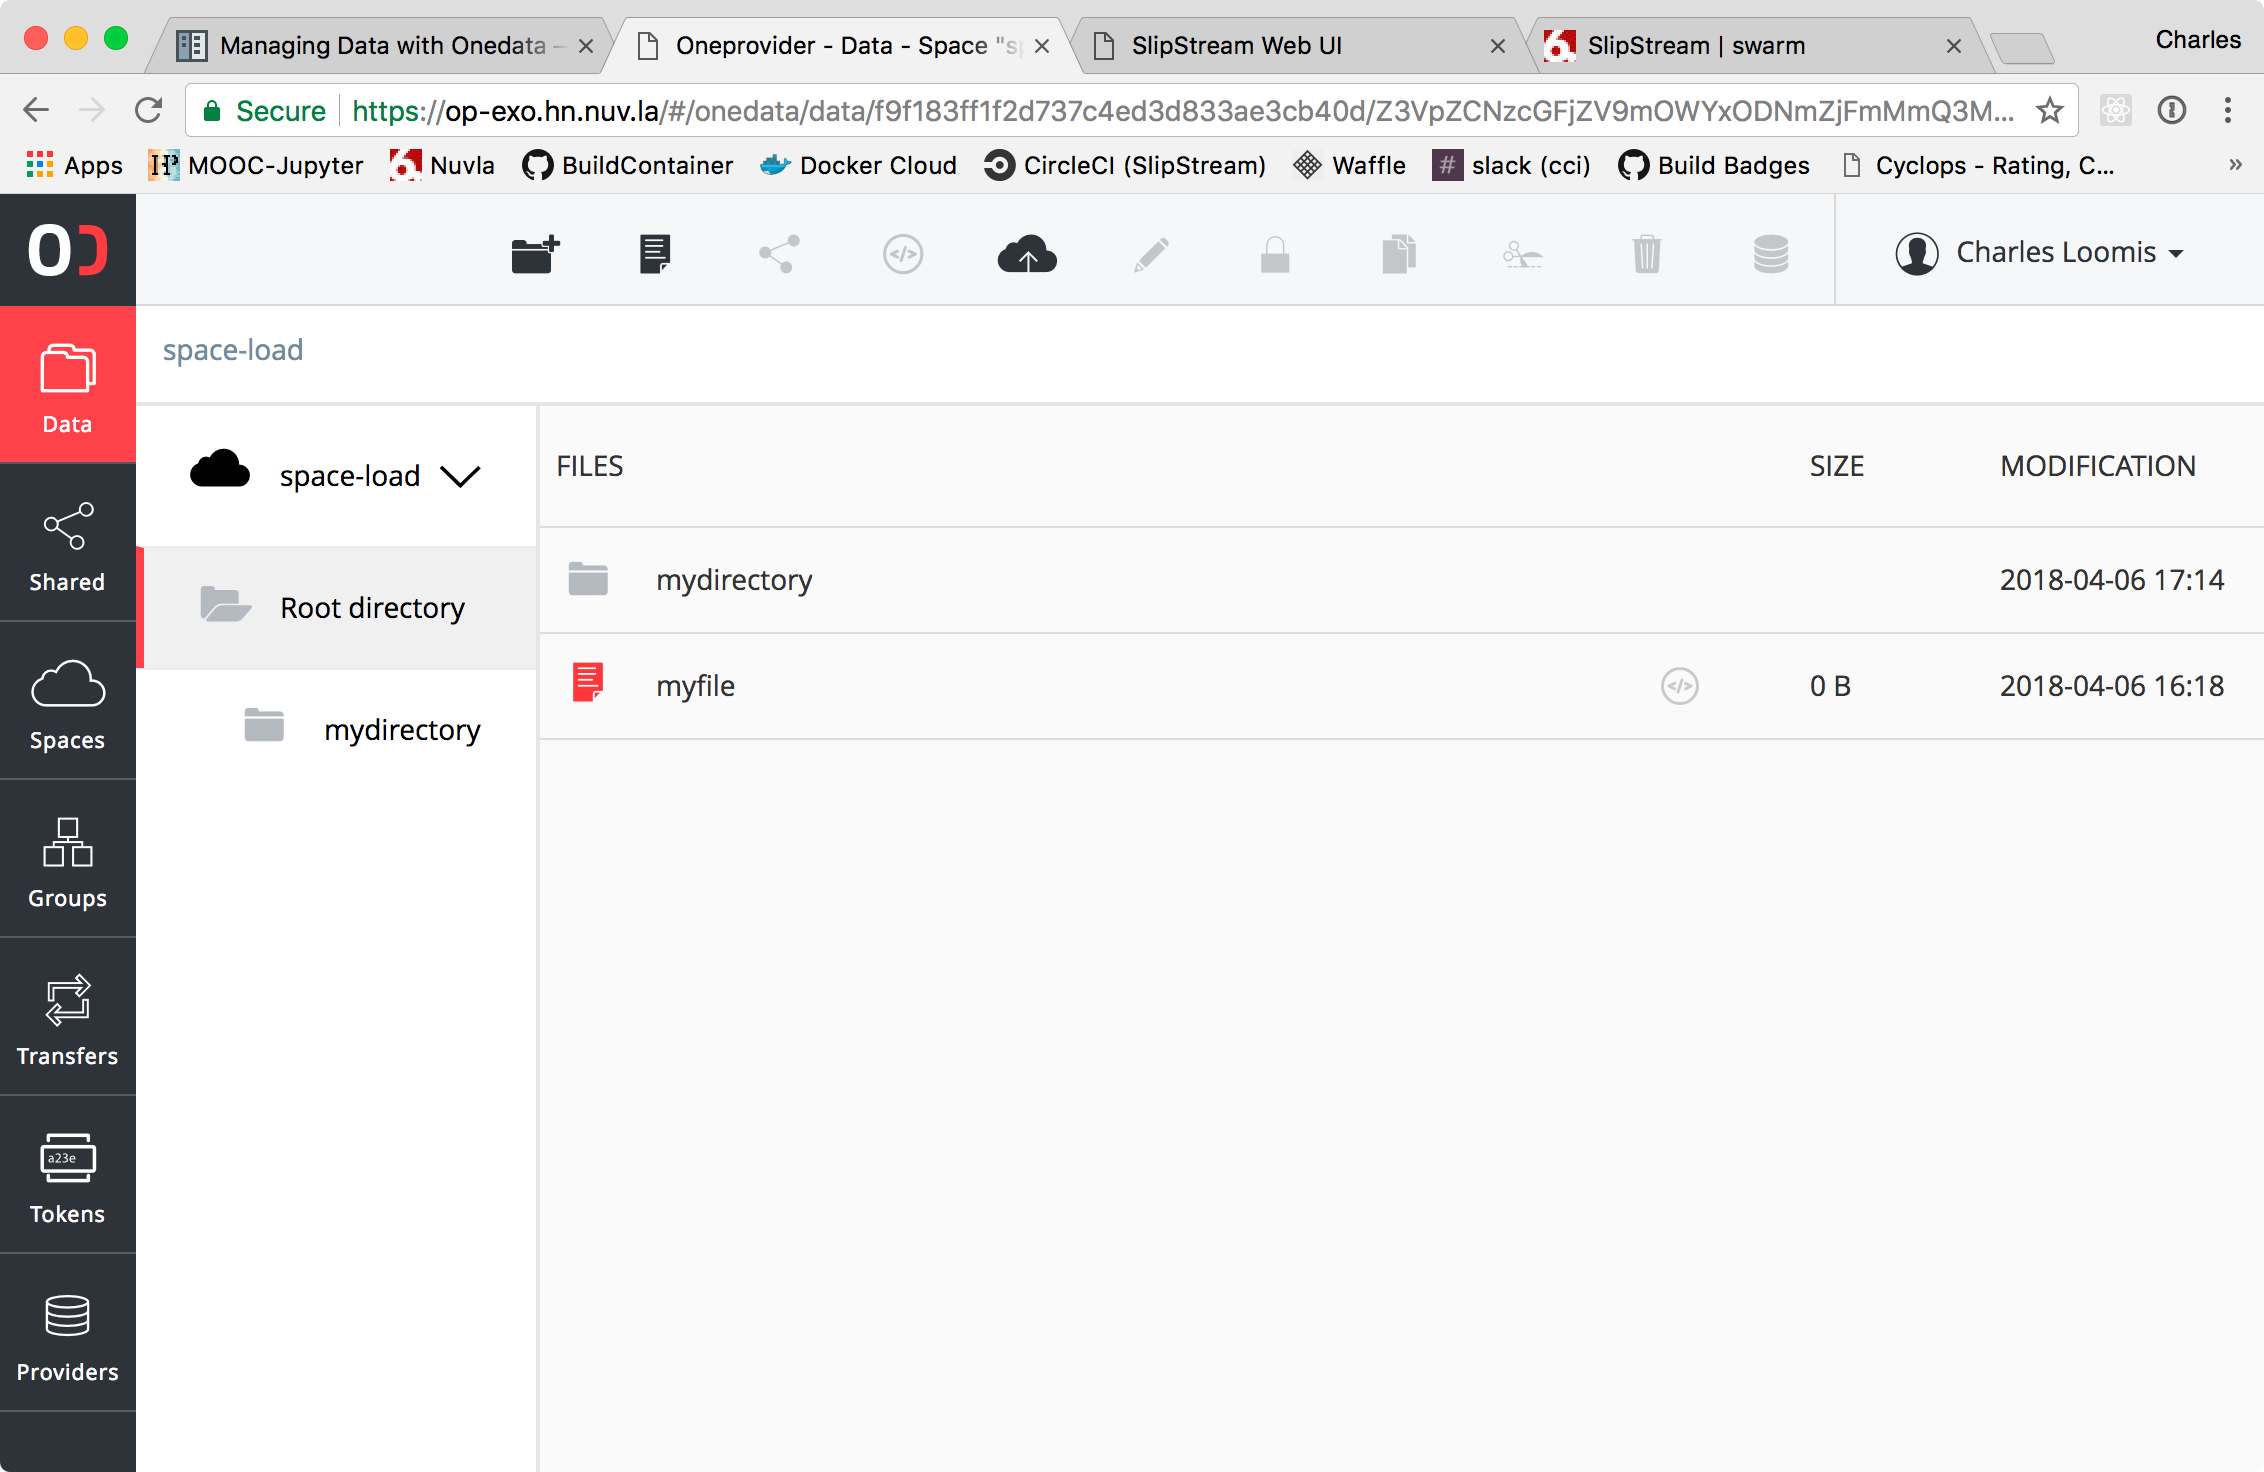 Managing Data with Onedata —
Oneprovider - Data - Space "sp
SlipStream Web UI
SlipStream | swarm
Charles
Secure
https://op-exo.hn.nuv.la/#/onedata/data/f9f183ff1f2d737c4ed3d833ae3cb40d/Z3VpZCNzcGFjZV9mOWYxODNmZjFmMmQ3M...
Apps
MOOC-Jupyter
Nuvla
BuildContainer
Docker Cloud
CircleCI (SlipStream)
Waffle
# slack (cci)
Build Badges
Cyclops - Rating, C...
»
Charles Loomis
Data
Shared
Spaces
Groups
Transfers
a23e
Tokens
Providers
space-load
space-load
Root directory
mydirectory
FILES SIZE MODIFICATION
mydirectory 2018-04-06 17:14
myfile </> 0 B 2018-04-06 16:18